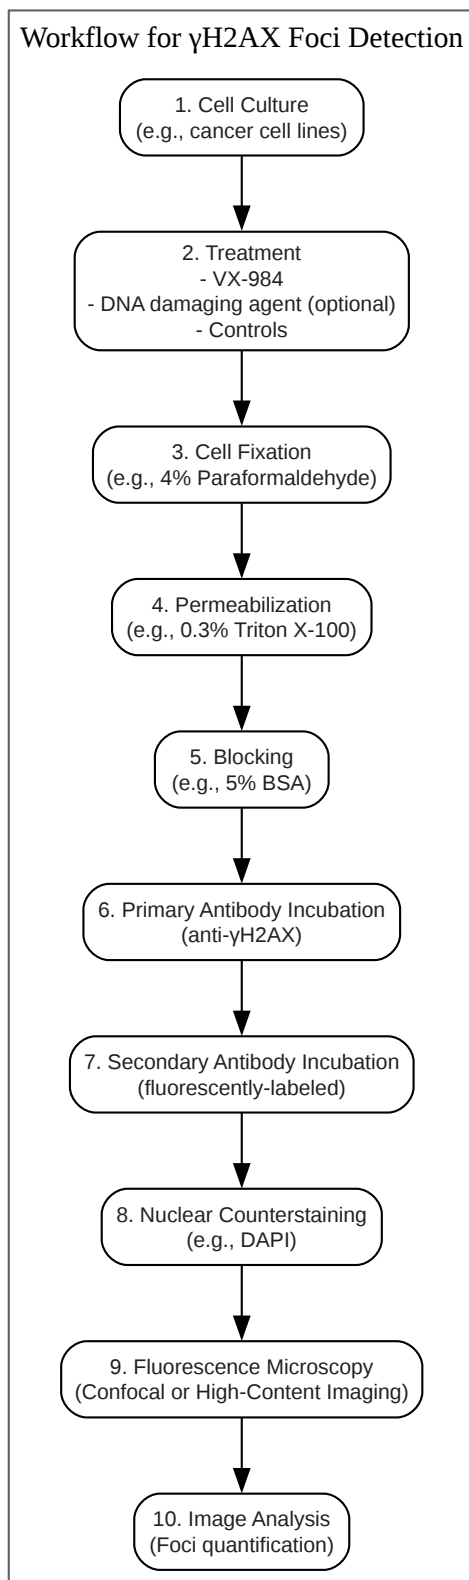 Workflow for γH2AX Foci Detection
1. Cell Culture
(e.g., cancer cell lines)
2. Treatment
- VX-984
- DNA damaging agent (optional)
- Controls
3. Cell Fixation
(e.g., 4% Paraformaldehyde)
4. Permeabilization
(e.g., 0.3% Triton X-100)
5. Blocking
(e.g., 5% BSA)
6. Primary Antibody Incubation
(anti-γH2AX)
7. Secondary Antibody Incubation
(fluorescently-labeled)
8. Nuclear Counterstaining
(e.g., DAPI)
9. Fluorescence Microscopy
(Confocal or High-Content Imaging)
10. Image Analysis
(Foci quantification)